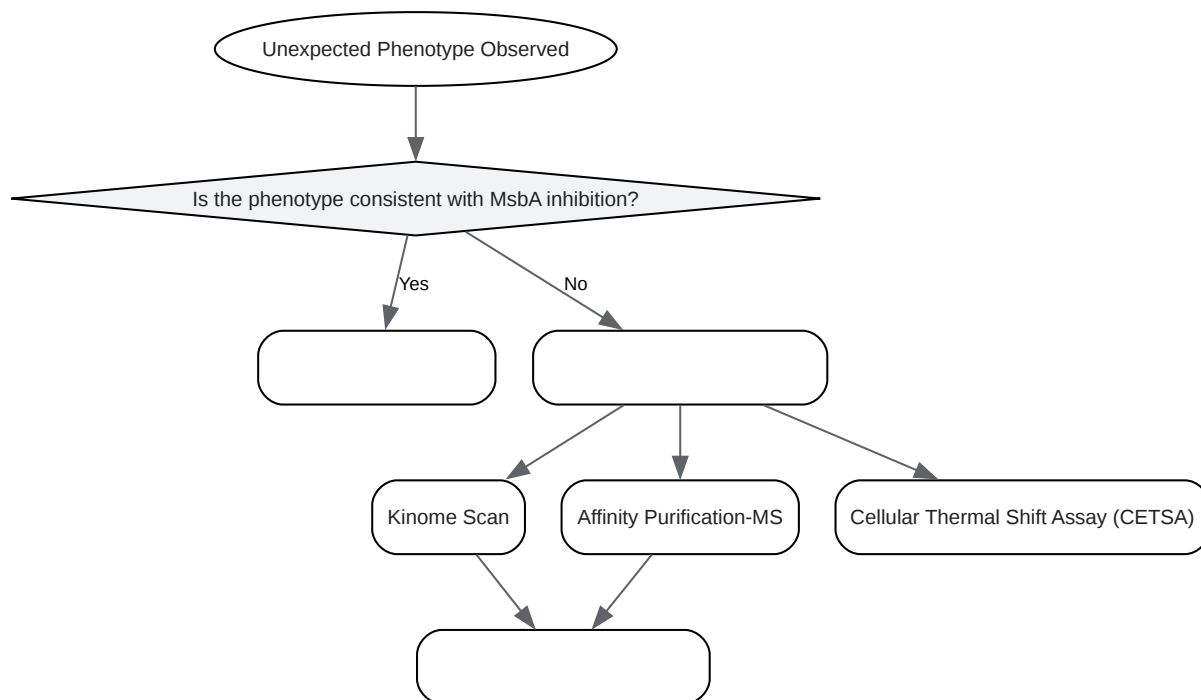 Unexpected Phenotype Observed
Is the phenotype consistent with MsbA inhibition?
Yes
No
Kinome Scan
Affinity Purification-MS
Cellular Thermal Shift Assay (CETSA)